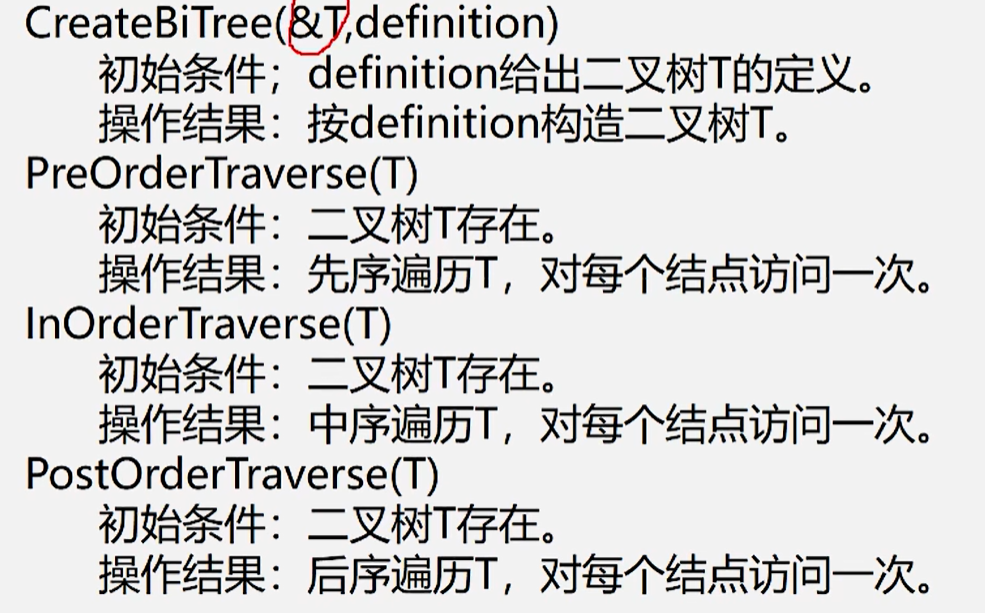 CreateBiTree(&T,definition)
初始条件；definition给出二叉树T的定义。
操作结果：按definition构造二叉树T。
PreOrderTraverse(T)
初始条件：二叉树T存在。
操作结果：先序遍历T，对每个结点访问一次。
InOrderTraverse(T)
初始条件：二叉树T存在。
操作结果：中序遍历T，对每个结点访问一次。
PostOrderTraverse(T)
初始条件：二叉树T存在。
操作结果：后序遍历T，对每个结点访问一次。